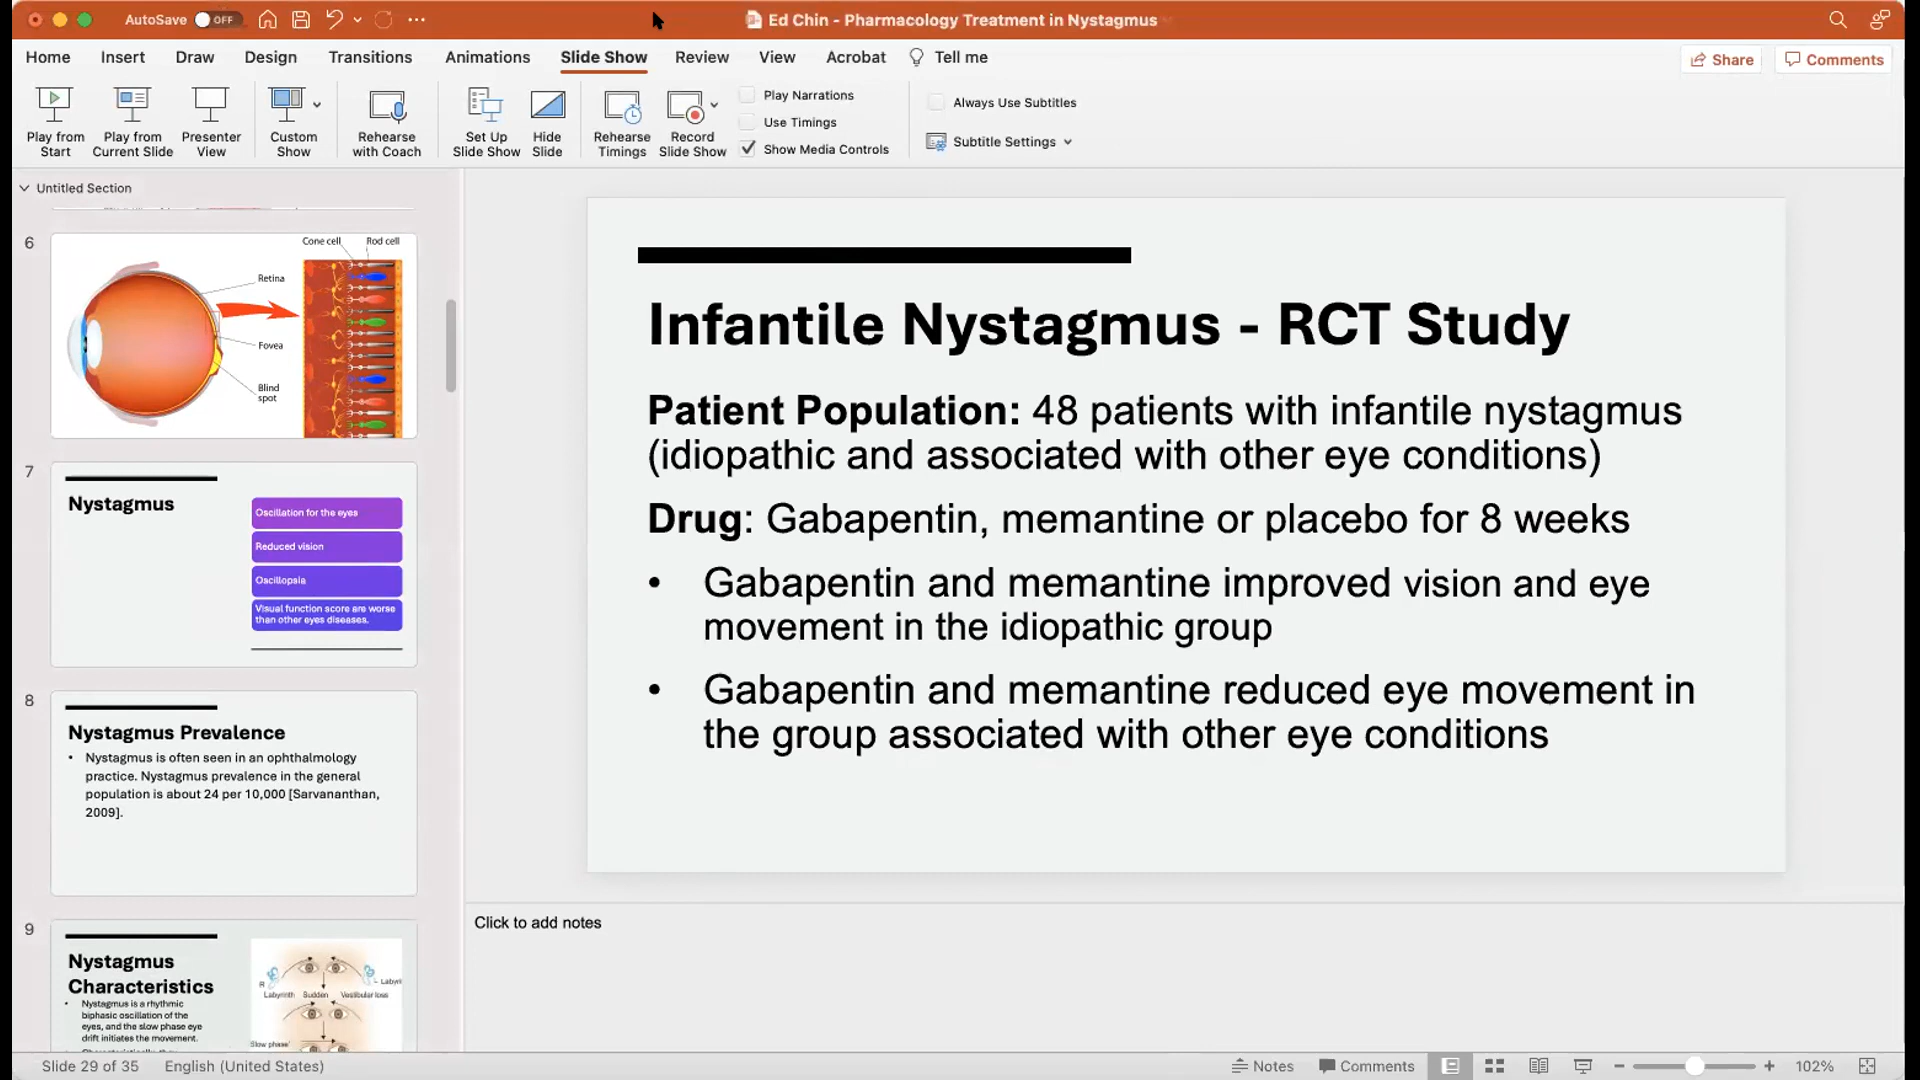 AutoSave OFF
Ed Chin - Pharmacology Treatment in Nystagmus
Home Insert Draw Design Transitions Animations Slide Show Review View Acrobat Tell me
Share Comments
Play from Start
Play from Current Slide
Presenter View
Custom Show
Rehearse with Coach
Set Up Slide Show
Hide Slide
Rehearse Timings
Record Slide Show
Play Narrations
Use Timings
Show Media Controls
Always Use Subtitles
Subtitle Settings
Untitled Section
6
Cone cell Rod cell
Retina
Fovea
Blind
spot
7
Nystagmus
Oscillation for the eyes
Reduced vision
Oscillopsia
Visual function score are worse
than other eyes diseases.
8
Nystagmus Prevalence
• Nystagmus is often seen in an ophthalmology
practice. Nystagmus prevalence in the general
population is about 24 per 10,000 [Sarvananthan,
2009].
9
Nystagmus
Characteristics
• Nystagmus is a rhythmic
biphasic oscillation of the
eyes, and the slow phase eye
drift initiates the movement.
R
Labyrinth Sudden Vestibular loss
Slow phase
Infantile Nystagmus - RCT Study
Patient Population: 48 patients with infantile nystagmus
(idiopathic and associated with other eye conditions)
Drug: Gabapentin, memantine or placebo for 8 weeks
• Gabapentin and memantine improved vision and eye
movement in the idiopathic group
• Gabapentin and memantine reduced eye movement in
the group associated with other eye conditions
Click to add notes
Slide 29 of 35 English (United States)
Notes Comments 102%